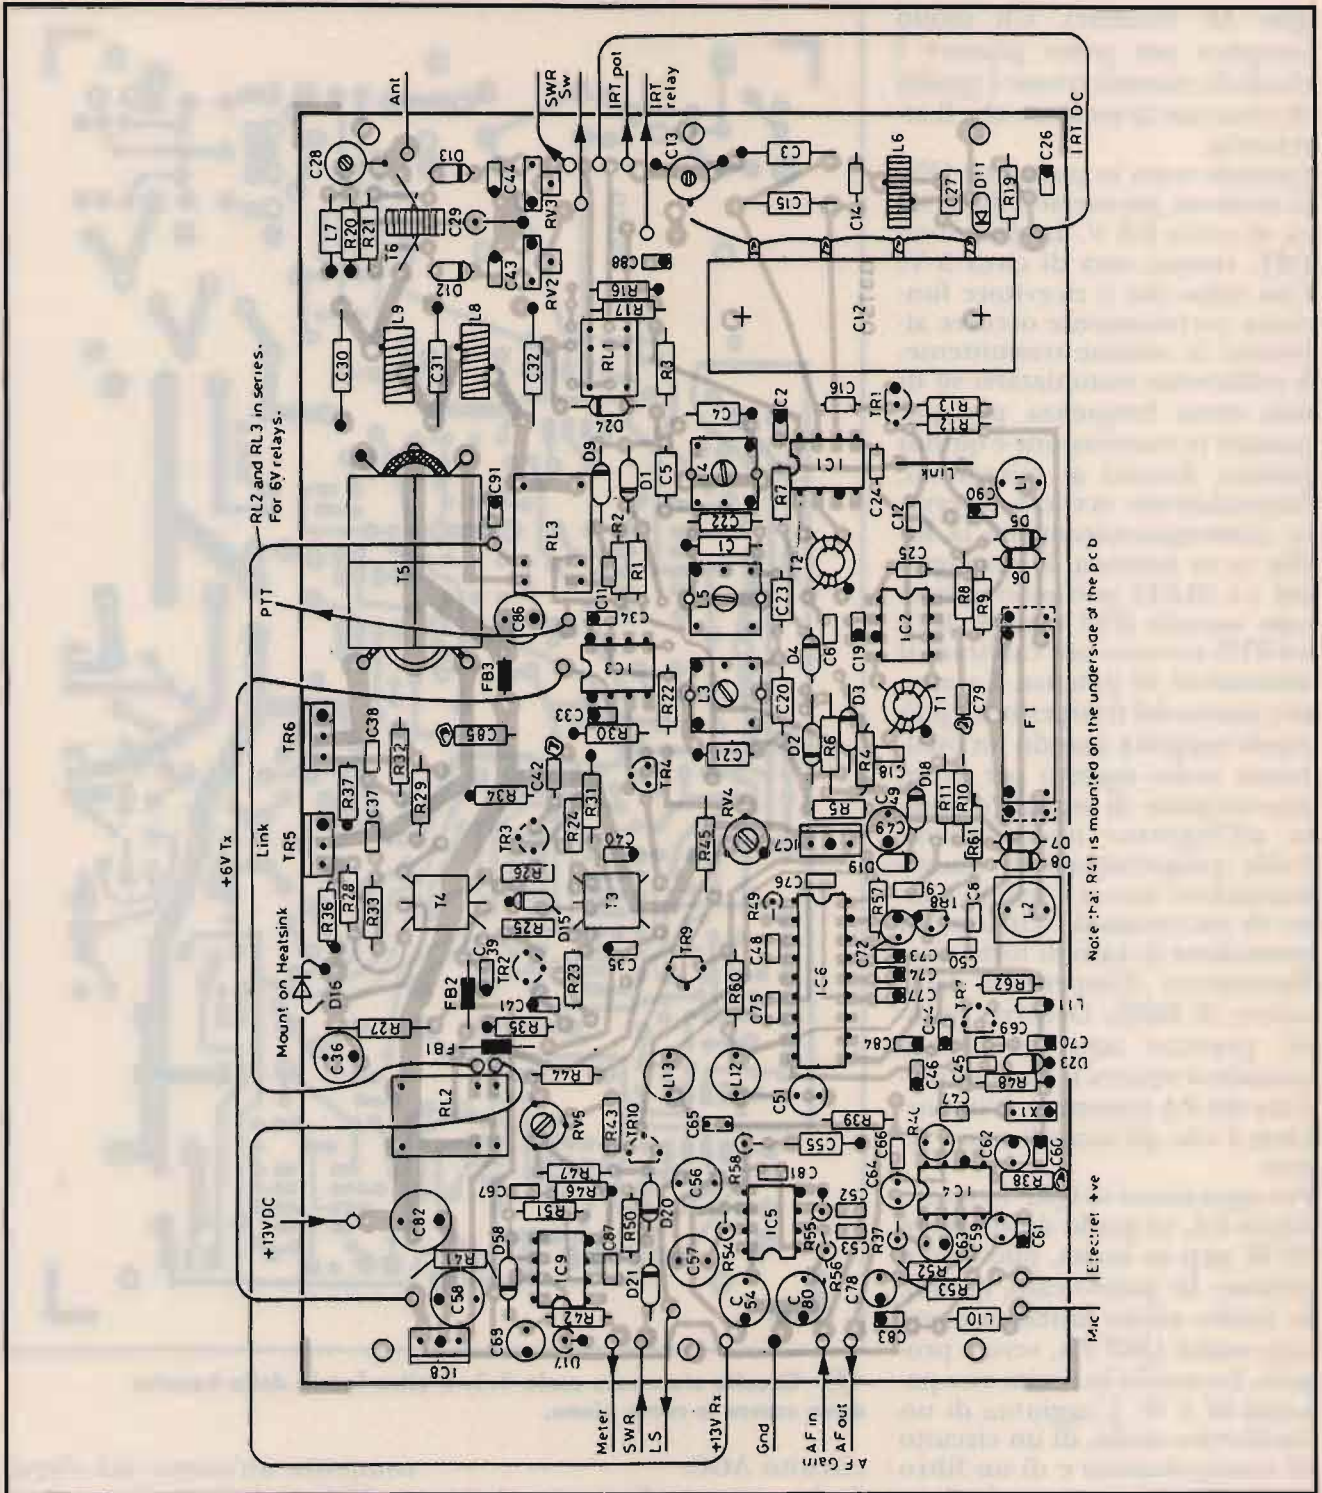 Ant
SWR
Sw
IRT pot
IRT
relay
IRT DC
C28
D13
C44
RV3
C13
C3
L6
C26
L7
R20
R21
T6
C29
C15
C14
C27
D11
R19
D12
C43
RV2
C88
R16
R17
C12
C30
L9
C31
L8
C32
RL1
R3
D24
C4
C2
C16
TR1
R13
R12
RL2 and RL3 in series.
For 6V relays.
PTT
T5
C91
RL3
D9
D1
C5
L4
R7
IC1
C24
Link
L1
C90
R2
C22
C1
T2
C12
C25
D5
D6
C11
R1
L5
C23
R8
R9
C86
C34
D4
C61
C19
IC2
FB3
IC3
R22
L3
C20
D3
T1
C79
F1
+6V Tx
Link
TR6
C38
R32
C85
C33
R30
C21
D2
R6
R4
C18
R37
R29
C42
TR4
R34
R31
TR5
C37
TR3
R24
C40
R45
RV4
R5
IC7
C49
D18
R11
R10
R61
D7
D8
D19
R36
R28
R33
T4
R26
T3
C76
R49
R57
C9
TR8
C8
L2
R25
D15
Mount on Heatsink
D16
C39
TR2
C35
TR9
C48
IC6
C72
C73
C74
C77
C50
FB2
C41
R23
R60
C75
R62
L11
R27
R35
C36
FB1
C84
C69
C70
C46
C45
D23
R48
RL2
R44
L13
L12
C51
C47
X1
RV5
R43
TR10
C65
R39
C55
C66
C62
C60
R58
+13VDC
C82
C67
R47
R46
R51
C56
C81
C64
IC4
R38
R50
D20
R54
IC5
R55
C52
C53
R37
C63
C59
C61
R41
C58
D58
IC9
C87
D21
C57
R56
R52
R53
C54
C80
C78
R42
IC8
D17
C83
L10
Note that R41 is mounted on the underside of the pcb
Electret +ve
Mic
Meter
SWR
LS
+13V Rx
Gnd
AF in
AF out
AF Gain